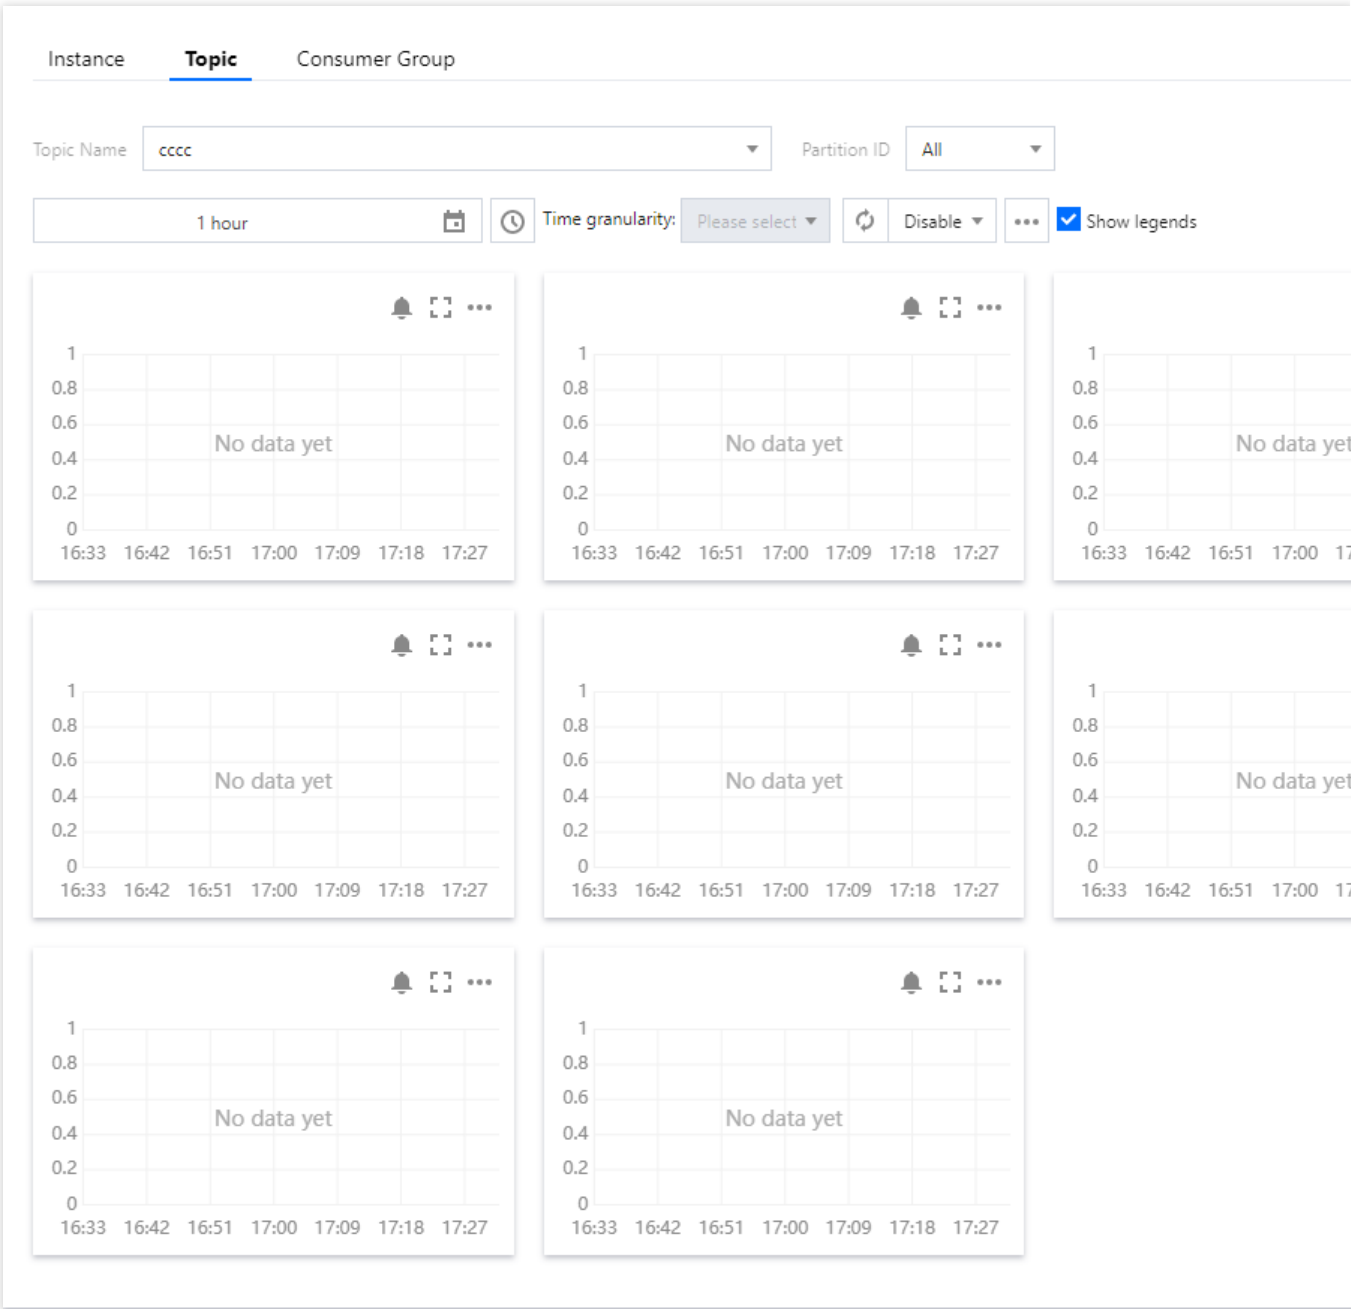 Instance Topic Consumer Group
Topic Name cccc Partition ID All
1 hour Time granularity: Please select Disable Show legends
1 1 1
0.8 0.8 0.8
0.6 0.6 0.6
No data yet No data yet No data yet
0.4 0.4 0.4
0.2 0.2 0.2
0 0 0
16:33 16:42 16:51 17:00 17:09 17:18 17:27 16:33 16:42 16:51 17:00 17:09 17:18 17:27 16:33 16:42 16:51 17:00 17
1 1 1
0.8 0.8 0.8
0.6 0.6 0.6
No data yet No data yet No data yet
0.4 0.4 0.4
0.2 0.2 0.2
0 0 0
16:33 16:42 16:51 17:00 17:09 17:18 17:27 16:33 16:42 16:51 17:00 17:09 17:18 17:27 16:33 16:42 16:51 17:00 17
1 1
0.8 0.8
0.6 0.6
No data yet No data yet
0.4 0.4
0.2 0.2
0 0
16:33 16:42 16:51 17:00 17:09 17:18 17:27 16:33 16:42 16:51 17:00 17:09 17:18 17:27